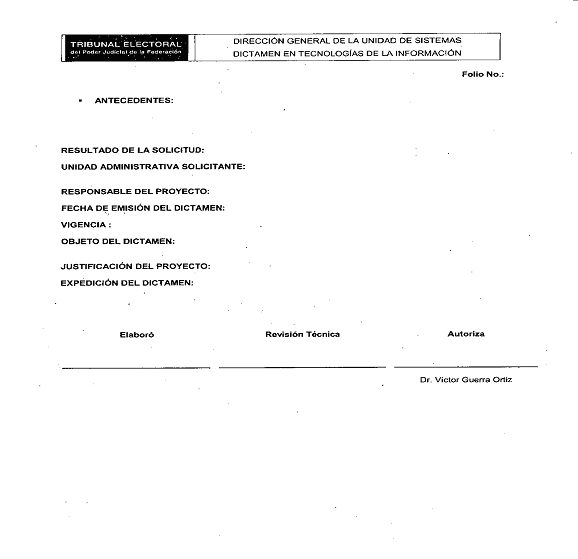 TRIBUNAL ELECTORAL
del Poder Judicial de la Federación
DIRECCIÓN GENERAL DE LA UNIDAD DE SISTEMAS
DICTAMEN EN TECNOLOGÍAS DE LA INFORMACIÓN
Folio No.:
▪ ANTECEDENTES:
RESULTADO DE LA SOLICITUD:
UNIDAD ADMINISTRATIVA SOLICITANTE:
RESPONSABLE DEL PROYECTO:
FECHA DE EMISIÓN DEL DICTAMEN:
VIGENCIA :
OBJETO DEL DICTAMEN:
JUSTIFICACIÓN DEL PROYECTO:
EXPEDICIÓN DEL DICTAMEN:
Elaboró Revisión Técnica Autoriza
Dr. Víctor Guerra Ortiz